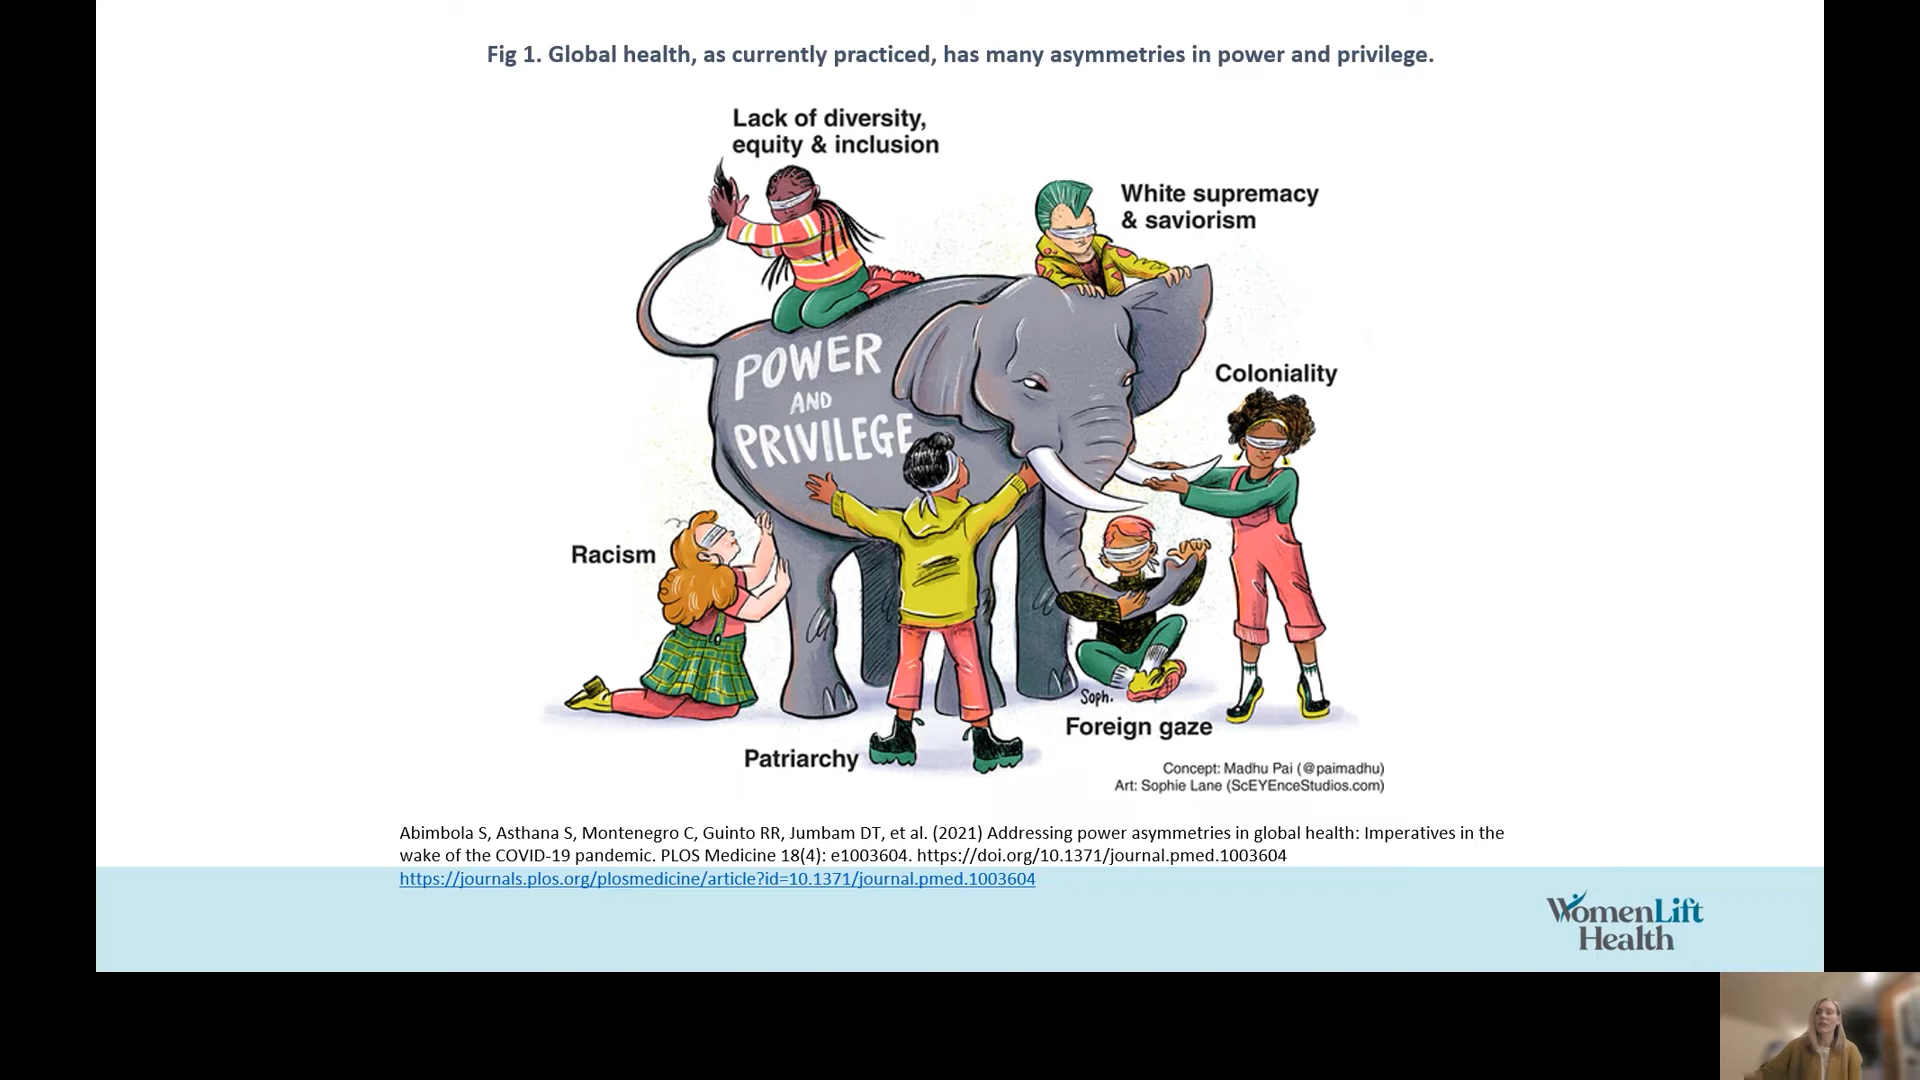 Fig 1. Global health, as currently practiced, has many asymmetries in power and privilege.
Lack of diversity,
equity & inclusion
White supremacy
& saviorism
POWER
AND
PRIVILEGE
Coloniality
Racism
Soph.
Foreign gaze
Patriarchy
Concept: Madhu Pai (@paimadhu)
Art: Sophie Lane (ScEYEnceStudios.com)
Abimbola S, Asthana S, Montenegro C, Guinto RR, Jumbam DT, et al. (2021) Addressing power asymmetries in global health: Imperatives in the
wake of the COVID-19 pandemic. PLOS Medicine 18(4): e1003604. https://doi.org/10.1371/journal.pmed.1003604
https://journals.plos.org/plosmedicine/article?id=10.1371/journal.pmed.1003604
WomenLift
Health